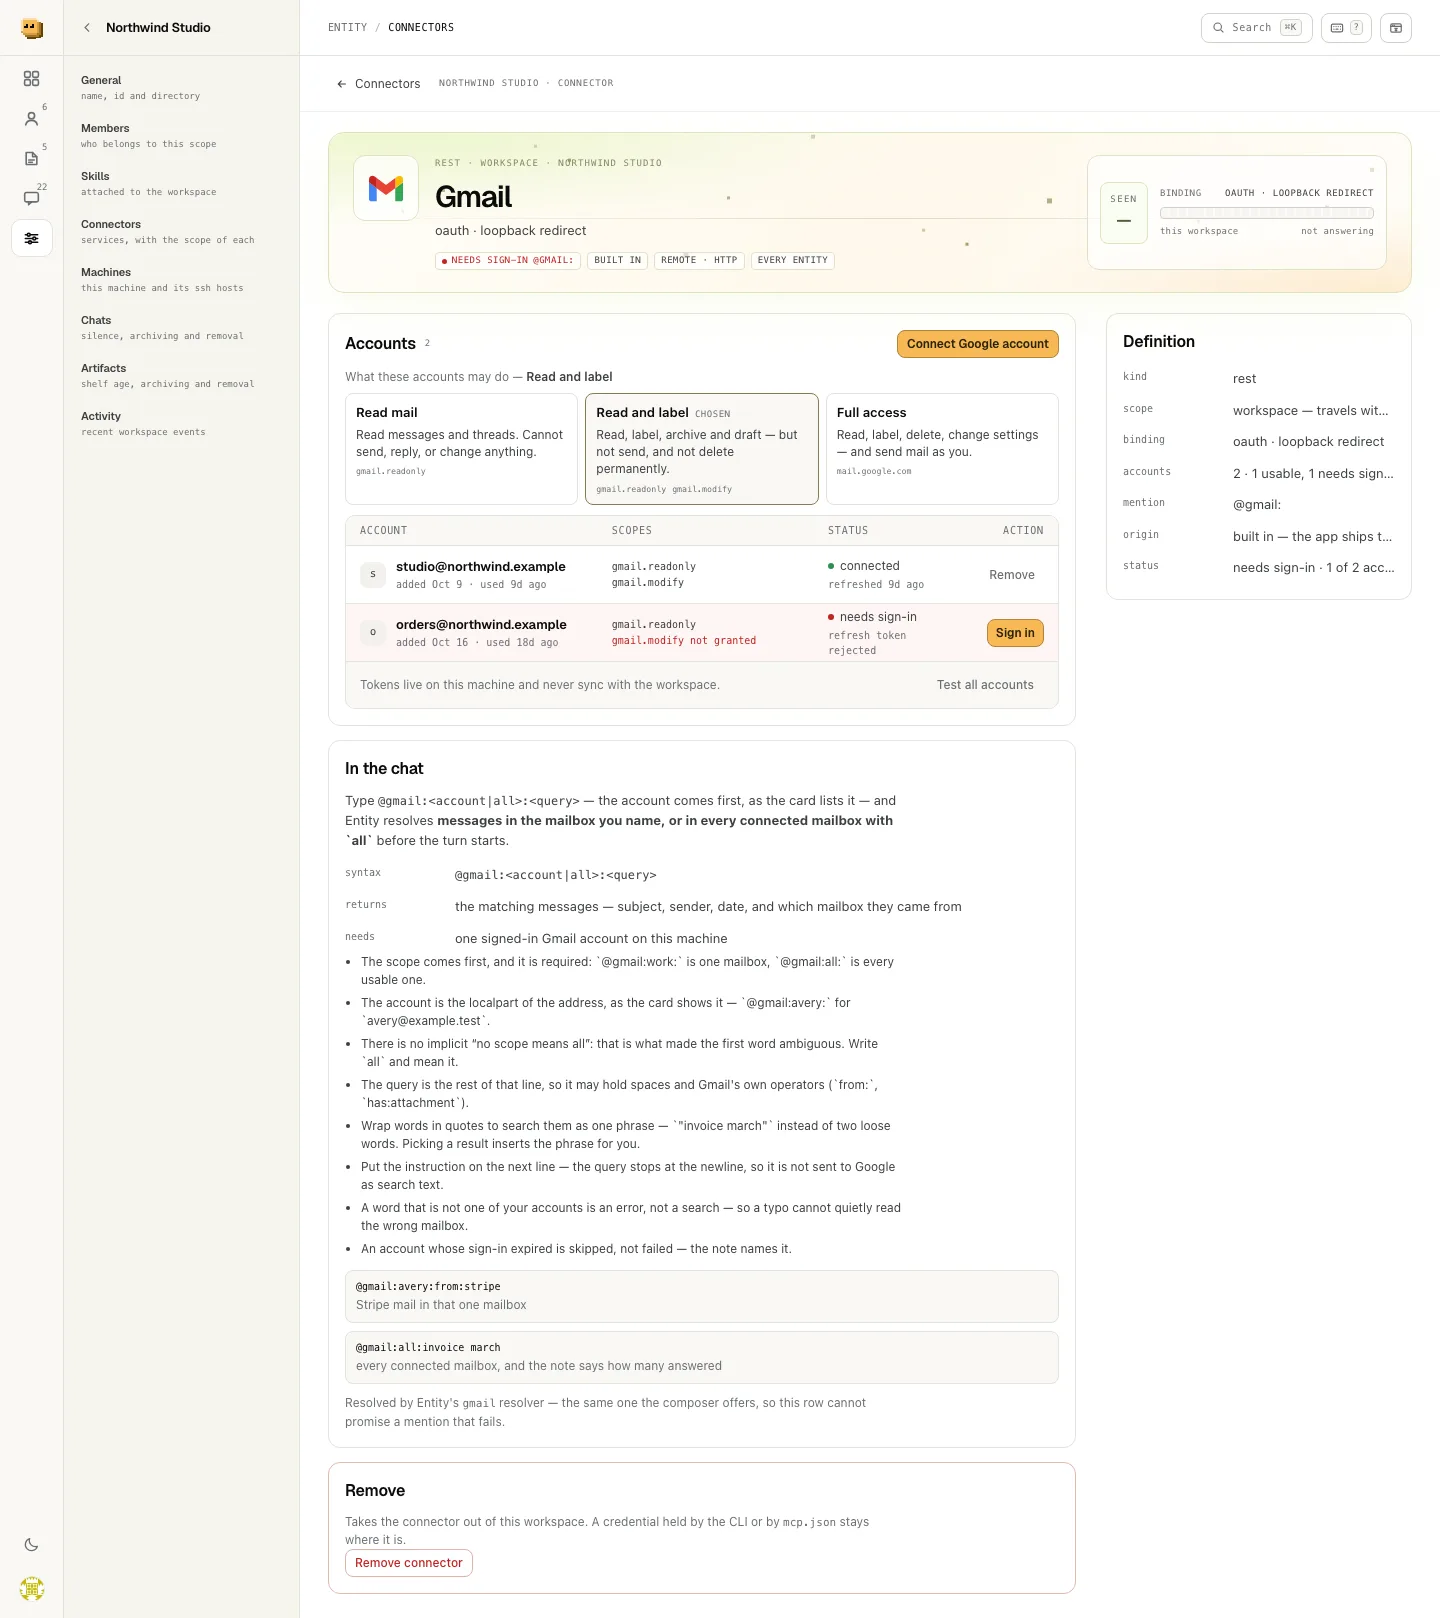 Northwind Studio
ENTITY / CONNECTORS
Search ⌘K
?
6
5
22
General
name, id and directory
Members
who belongs to this scope
Skills
attached to the workspace
Connectors
services, with the scope of each
Machines
this machine and its ssh hosts
Chats
silence, archiving and removal
Artifacts
shelf age, archiving and removal
Activity
recent workspace events
← Connectors
NORTHWIND STUDIO · CONNECTOR
REST · WORKSPACE · NORTHWIND STUDIO
Gmail
oauth · loopback redirect
NEEDS SIGN-IN @GMAIL:
BUILT IN
REMOTE · HTTP
EVERY ENTITY
SEEN
—
BINDING OAUTH · LOOPBACK REDIRECT
this workspace not answering
Accounts 2
Connect Google account
What these accounts may do — Read and label
Read mail
Read messages and threads. Cannot
send, reply, or change anything.
gmail.readonly
Read and label CHOSEN
Read, label, archive and draft — but
not send, and not delete
permanently.
gmail.readonly gmail.modify
Full access
Read, label, delete, change settings
— and send mail as you.
mail.google.com
ACCOUNT SCOPES STATUS ACTION
S
studio@northwind.example
added Oct 9 · used 9d ago
gmail.readonly
gmail.modify
connected
refreshed 9d ago
Remove
O
orders@northwind.example
added Oct 16 · used 18d ago
gmail.readonly
gmail.modify not granted
needs sign-in
refresh token
rejected
Sign in
Tokens live on this machine and never sync with the workspace.
Test all accounts
Definition
kind rest
scope workspace — travels wit…
binding oauth · loopback redirect
accounts 2 · 1 usable, 1 needs sign…
mention @gmail:
origin built in — the app ships t…
status needs sign-in · 1 of 2 acc…
In the chat
Type @gmail:<account|all>:<query> — the account comes first, as the card lists it — and
Entity resolves messages in the mailbox you name, or in every connected mailbox with
`all` before the turn starts.
syntax @gmail:<account|all>:<query>
returns the matching messages — subject, sender, date, and which mailbox they came from
needs one signed-in Gmail account on this machine
• The scope comes first, and it is required: `@gmail:work:` is one mailbox, `@gmail:all:` is every
usable one.
• The account is the localpart of the address, as the card shows it — `@gmail:avery:` for
`avery@example.test`.
• There is no implicit “no scope means all”: that is what made the first word ambiguous. Write
`all` and mean it.
• The query is the rest of that line, so it may hold spaces and Gmail's own operators (`from:`,
`has:attachment`).
• Wrap words in quotes to search them as one phrase — `"invoice march"` instead of two loose
words. Picking a result inserts the phrase for you.
• Put the instruction on the next line — the query stops at the newline, so it is not sent to Google
as search text.
• A word that is not one of your accounts is an error, not a search — so a typo cannot quietly read
the wrong mailbox.
• An account whose sign-in expired is skipped, not failed — the note names it.
@gmail:avery:from:stripe
Stripe mail in that one mailbox
@gmail:all:invoice march
every connected mailbox, and the note says how many answered
Resolved by Entity's gmail resolver — the same one the composer offers, so this row cannot
promise a mention that fails.
Remove
Takes the connector out of this workspace. A credential held by the CLI or by mcp.json stays
where it is.
Remove connector